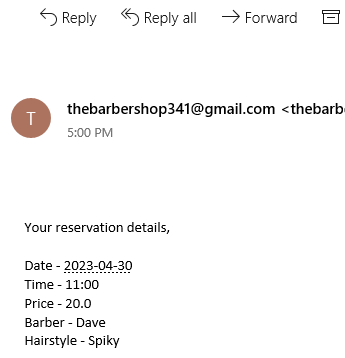 Reply Reply all Forward
T
thebarbershop341@gmail.com <thebarb
5:00 PM
Your reservation details,
Date - 2023-04-30
Time - 11:00
Price - 20.0
Barber - Dave
Hairstyle - Spiky